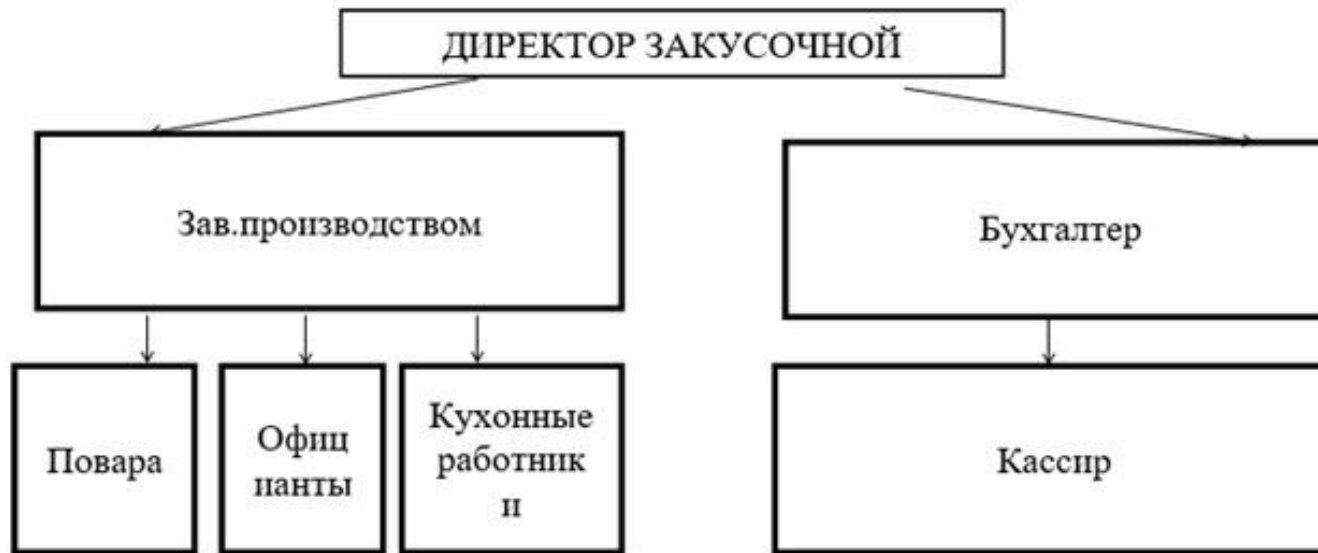 ДИРЕКТОР ЗАКУСОЧНОЙ
Зав.производством
Бухгалтер
Повара
Офиц
ианты
Кухонные
работник
и
Кассир